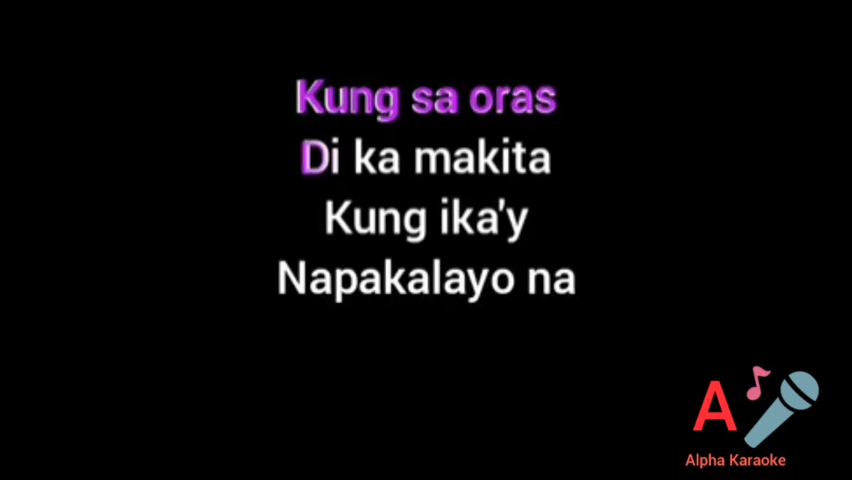 Kung sa oras
Di ka makita
Kung ika'y
Napakalayo na
A
Alpha Karaoke